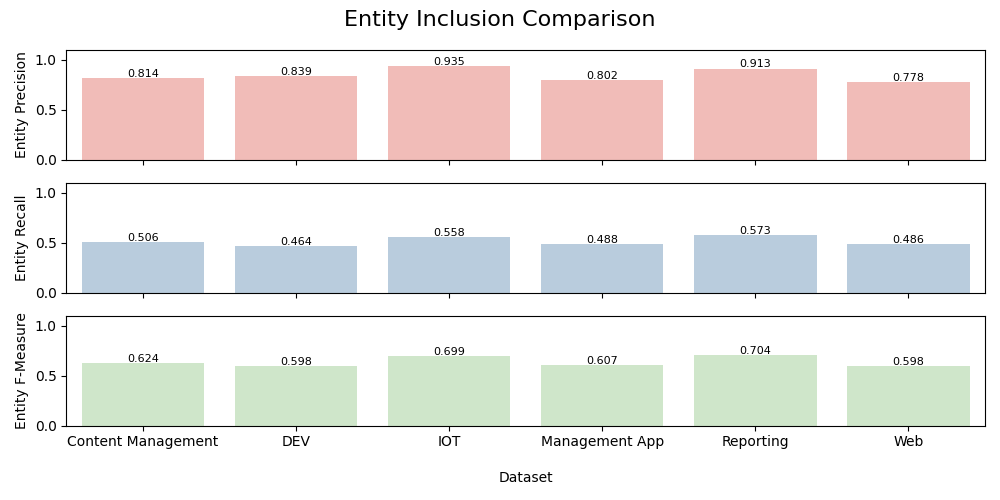 Entity Inclusion Comparison
Entity Precision
1.0
0.5
0.0
0.814 0.839 0.935 0.802 0.913 0.778
Entity Recall
1.0
0.5
0.0
0.506 0.464 0.558 0.488 0.573 0.486
Entity F-Measure
1.0
0.5
0.0
0.624 0.598 0.699 0.607 0.704 0.598
Content Management DEV IOT Management App Reporting Web
Dataset